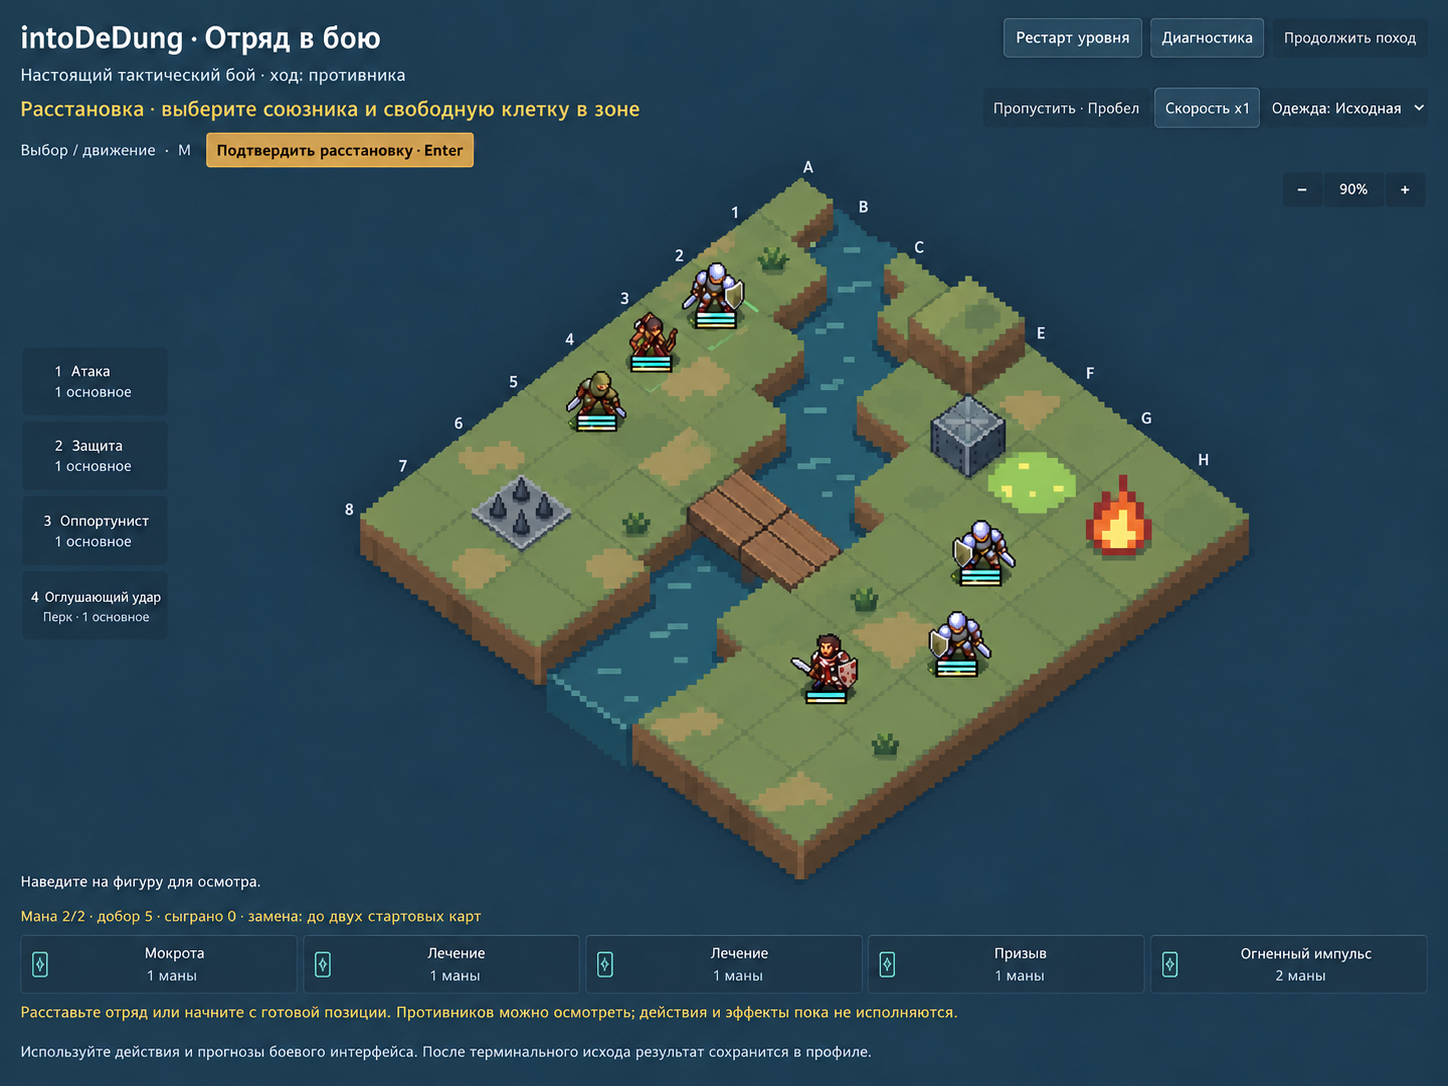 intoDeDung · Отряд в бою
Рестарт уровня
Диагностика
Продолжить поход
Настоящий тактический бой · ход: противника
Расстановка · выберите союзника и свободную клетку в зоне
Пропустить · Пробел
Скорость x1
Одежда: Исходная
Выбор / движение · M
Подтвердить расстановку · Enter
− 90% +
A
B
C
E
F
G
H
1
2
3
4
5
6
7
8
1 Атака
1 основное
2 Защита
1 основное
3 Оппортунист
1 основное
4 Оглушающий удар
Перк · 1 основное
Наведите на фигуру для осмотра.
Мана 2/2 · добор 5 · сыграно 0 · замена: до двух стартовых карт
Мокрота
1 маны
Лечение
1 маны
Лечение
1 маны
Призыв
1 маны
Огненный импульс
2 маны
Расставьте отряд или начните с готовой позиции. Противников можно осмотреть; действия и эффекты пока не исполняются.
Используйте действия и прогнозы боевого интерфейса. После терминального исхода результат сохранится в профиле.